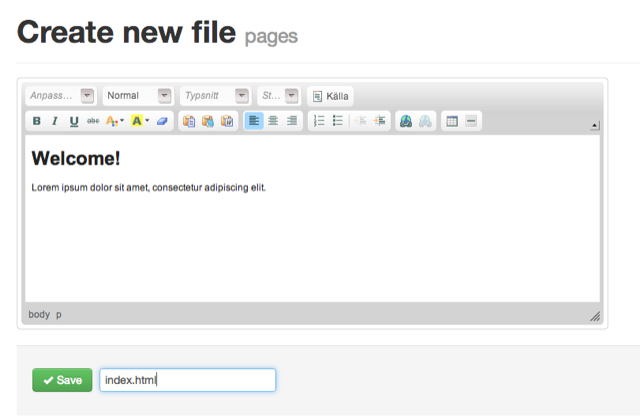 Create new file pages
Anpass... Normal Typsnitt St... Källa
B I U abc A A
Welcome!
Lorem ipsum dolor sit amet, consectetur adipiscing elit.
body p
Save index.html